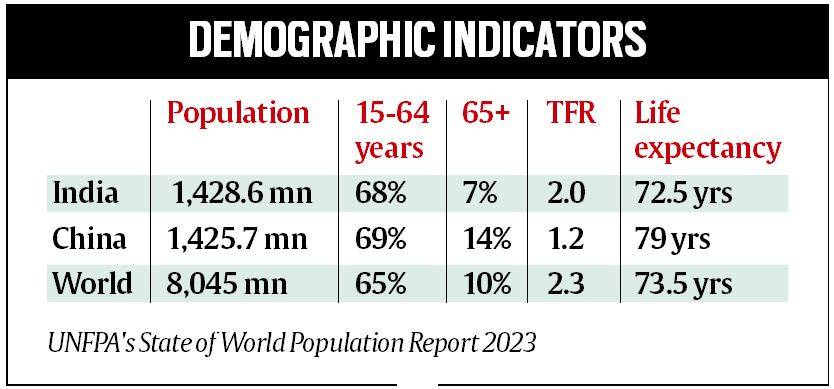 DEMOGRAPHIC INDICATORS
Population 15-64 years 65+ TFR Life expectancy
India 1,428.6 mn 68% 7% 2.0 72.5 yrs
China 1,425.7 mn 69% 14% 1.2 79 yrs
World 8,045 mn 65% 10% 2.3 73.5 yrs
UNFPA's State of World Population Report 2023